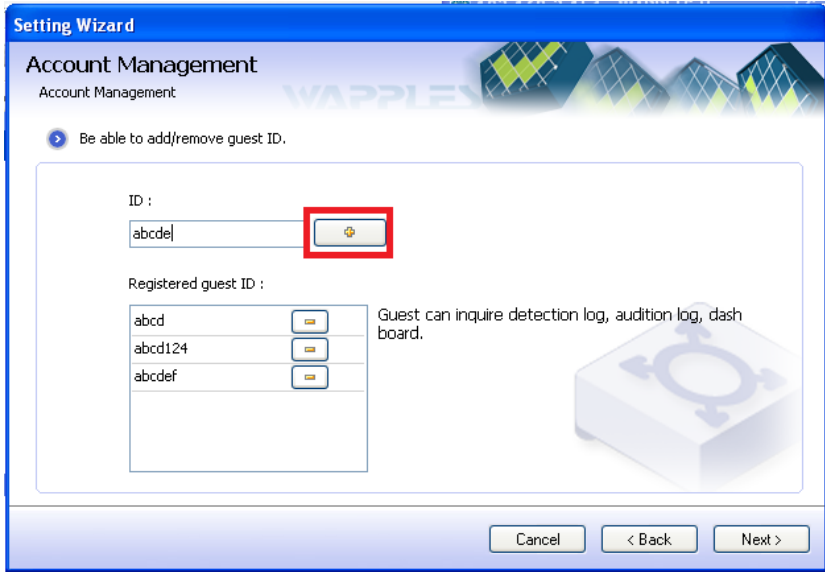 Setting Wizard
Account Management
Account Management
WAPPLES
Be able to add/remove guest ID.
ID :
abcde
Registered guest ID :
abcd
abcd124
abcdef
Guest can inquire detection log, audition log, dash
board.
Cancel
< Back
Next >